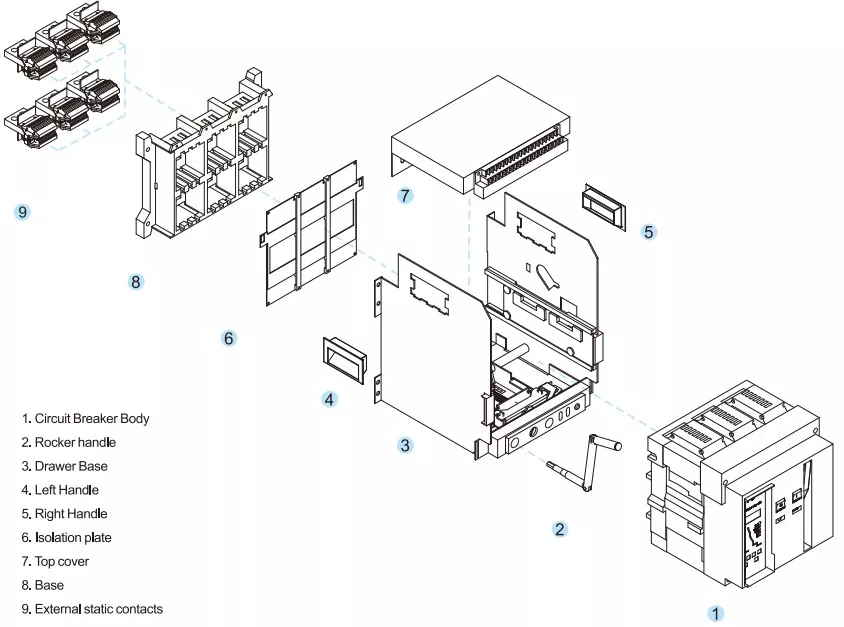 9
8
7
5
6
4
3
2
1
1. Circuit Breaker Body
2. Rocker handle
3. Drawer Base
4. Left Handle
5. Right Handle
6. Isolation plate
7. Top cover
8. Base
9. External static contacts